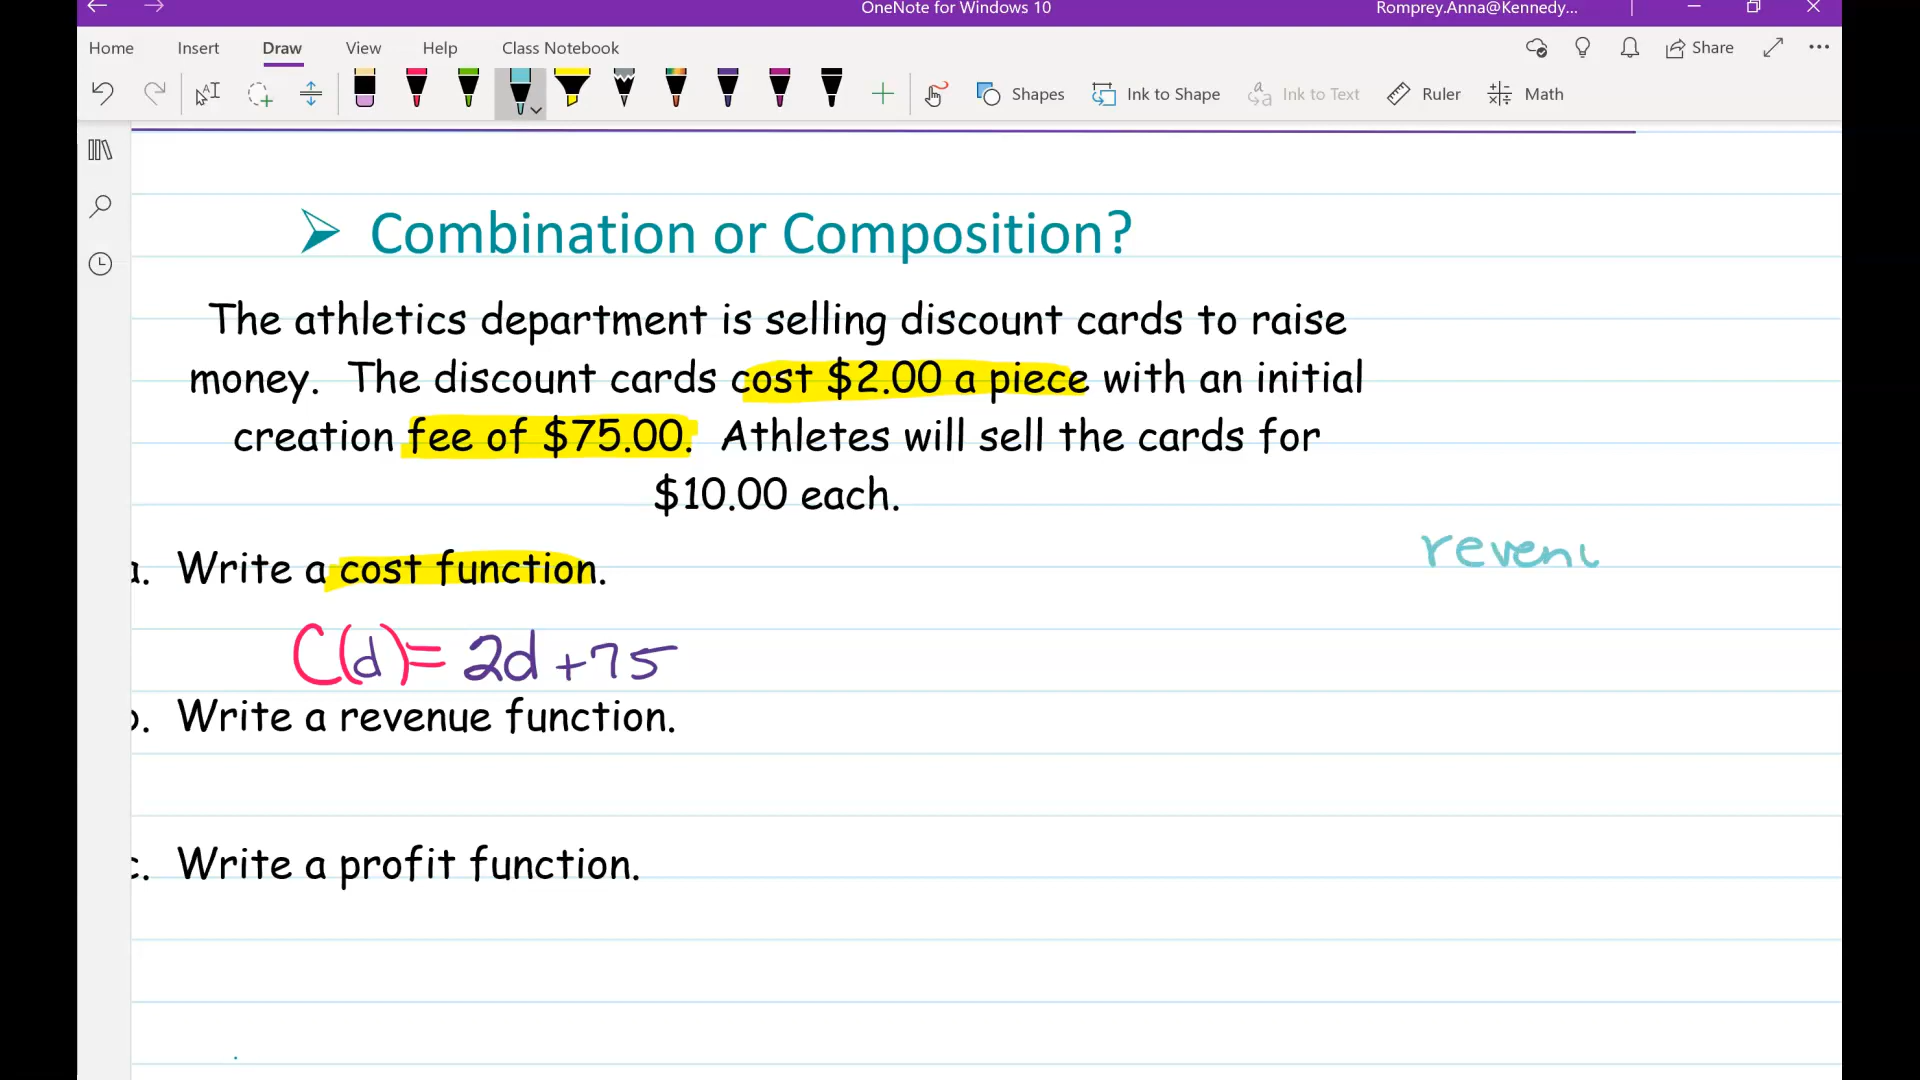 OneNote for Windows 10
Romprey.Anna@Kennedy...
Home Insert Draw View Help Class Notebook
Share
Shapes Ink to Shape Ink to Text Ruler Math
Combination or Composition?
The athletics department is selling discount cards to raise
money. The discount cards cost $2.00 a piece with an initial
creation fee of $75.00. Athletes will sell the cards for
$10.00 each.
revenu
a. Write a cost function.
C(d)= 2d +75
b. Write a revenue function.
c. Write a profit function.